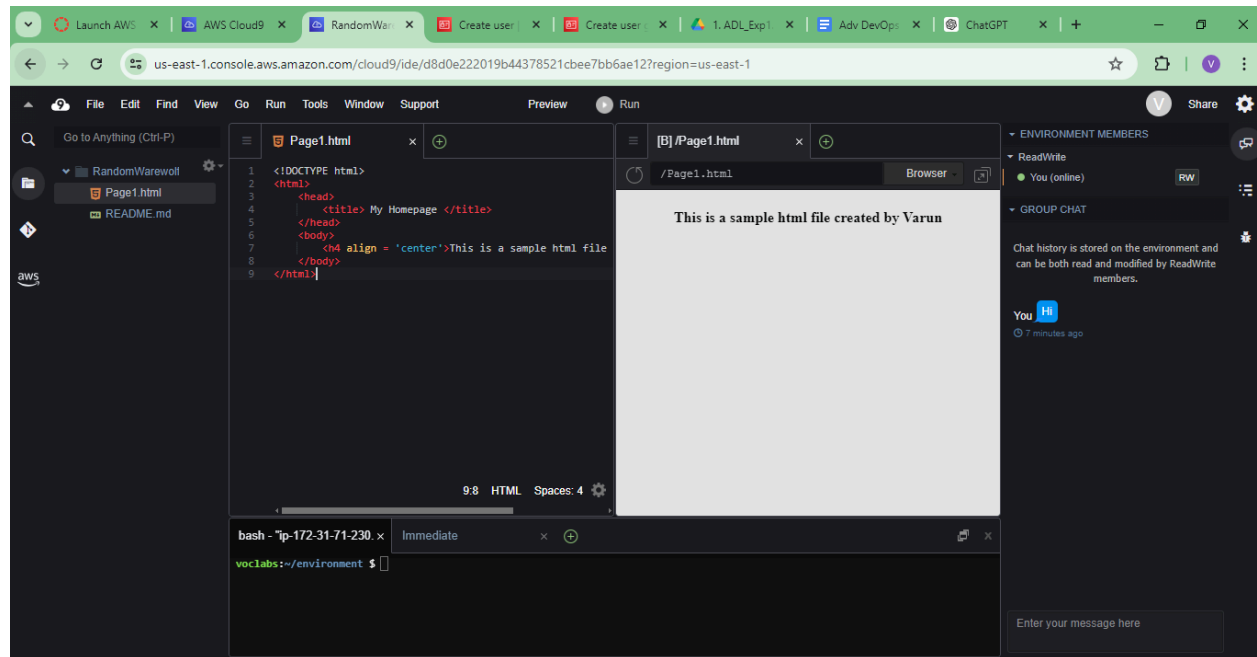 Launch AWS
AWS Cloud9
RandomWar
Create user
Create user g
1. ADL_Exp1.
Adv DevOps
ChatGPT
us-east-1.console.aws.amazon.com/cloud9/ide/d8d0e222019b44378521cbee7bb6ae12?region=us-east-1
V
9 File Edit Find View Go Run Tools Window Support Preview Run
V Share
Go to Anything (Ctrl-P)
RandomWarewoll
Page1.html
README.md
aws
Page1.html
1 <!DOCTYPE html>
2 <html>
3 <head>
4 <title> My Homepage </title>
5 </head>
6 <body>
7 <h4 align = 'center'>This is a sample html file
8 </body>
9 </html>
9:8 HTML Spaces: 4
[B] /Page1.html
/Page1.html Browser
This is a sample html file created by Varun
bash - "ip-172-31-71-230.
Immediate
voclabs:~/environment $
ENVIRONMENT MEMBERS
ReadWrite
You (online) RW
GROUP CHAT
Chat history is stored on the environment and
can be both read and modified by ReadWrite
members.
You Hi
7 minutes ago
Enter your message here